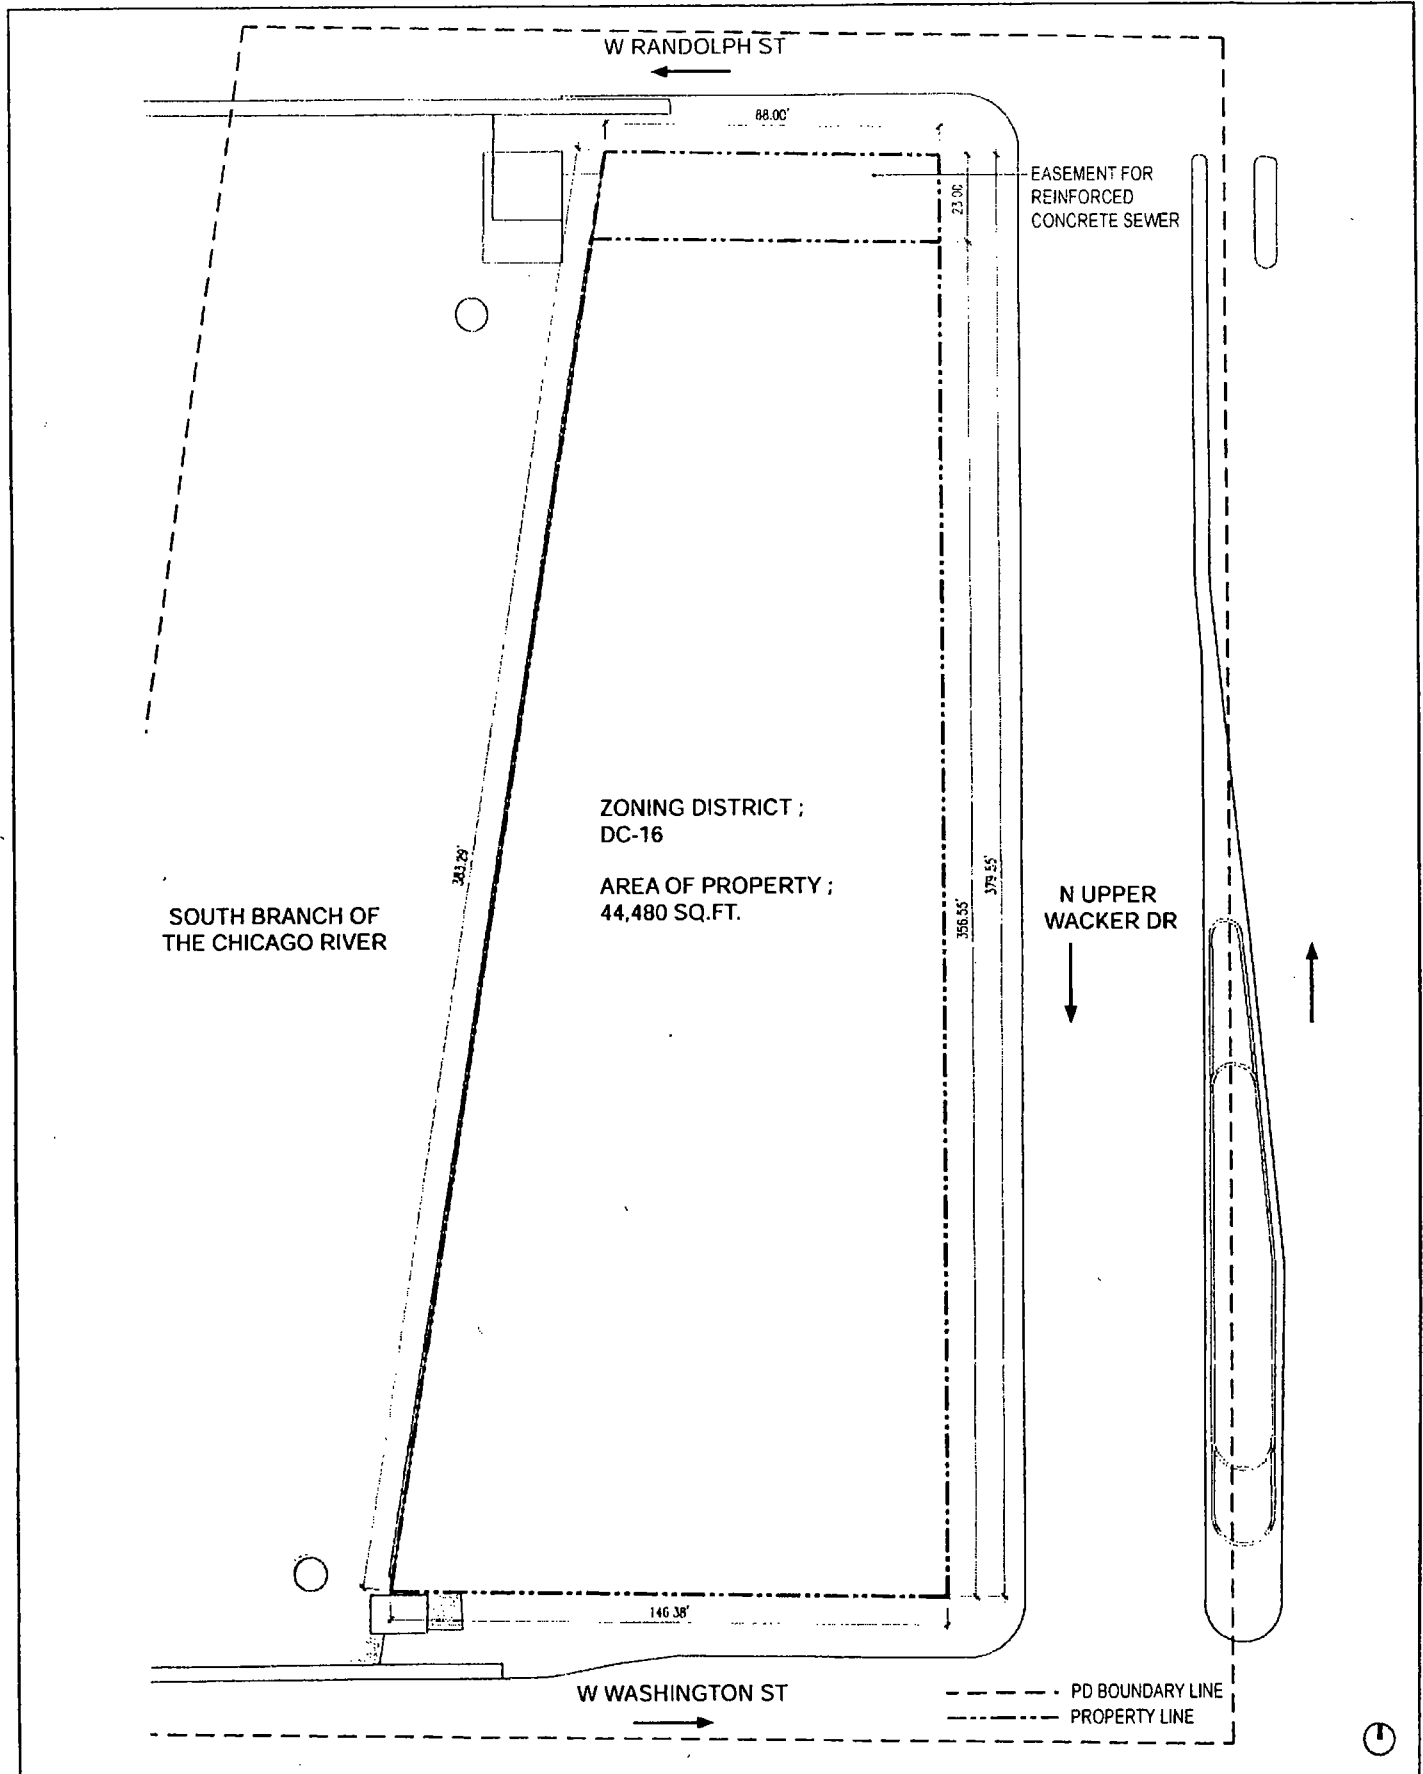 W RANDOLPH ST
88.00'
EASEMENT FOR
REINFORCED
CONCRETE SEWER
23.00
ZONING DISTRICT ;
DC-16
AREA OF PROPERTY ;
44,480 SQ.FT.
383.29'
379.55'
356.55'
SOUTH BRANCH OF
THE CHICAGO RIVER
N UPPER
WACKER DR
146.38'
W WASHINGTON ST
PD BOUNDARY LINE
PROPERTY LINE